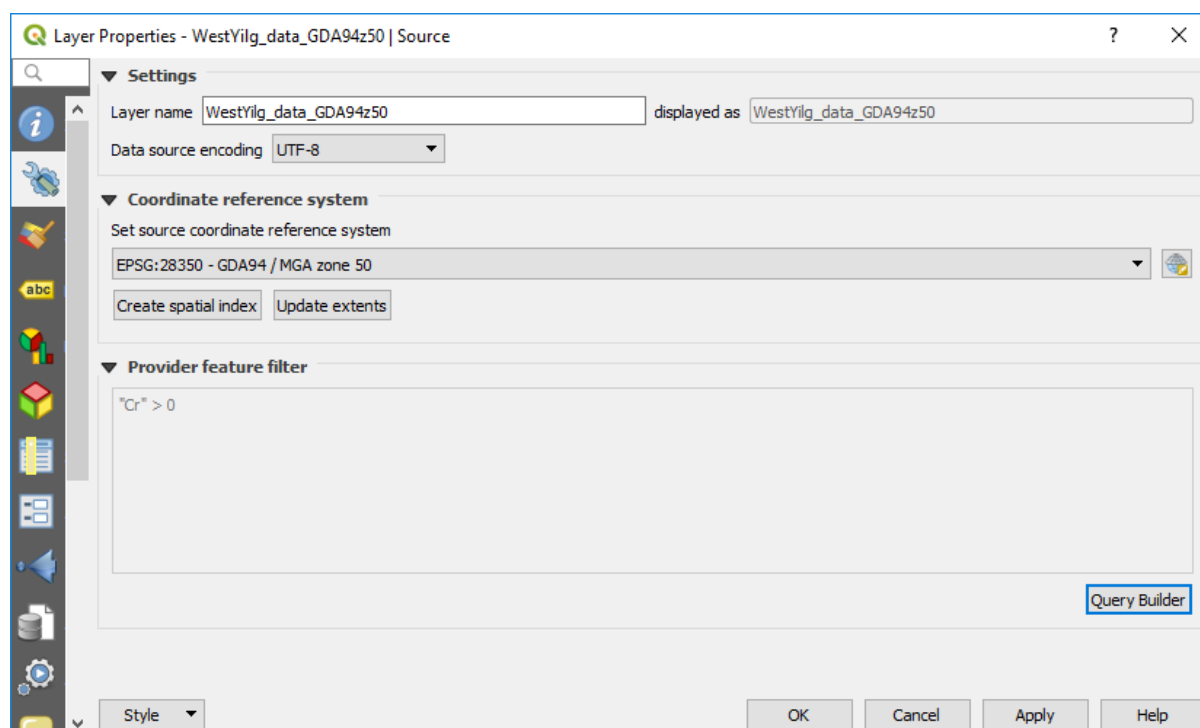 Layer Properties - WestYilg_data_GDA94z50 | Source
?
Settings
Layer name WestYilg_data_GDA94z50 displayed as WestYilg_data_GDA94z50
Data source encoding UTF-8
Coordinate reference system
Set source coordinate reference system
EPSG:28350 - GDA94 / MGA zone 50
Create spatial index Update extents
abc
Provider feature filter
"Cr" > 0
Query Builder
Style OK Cancel Apply Help